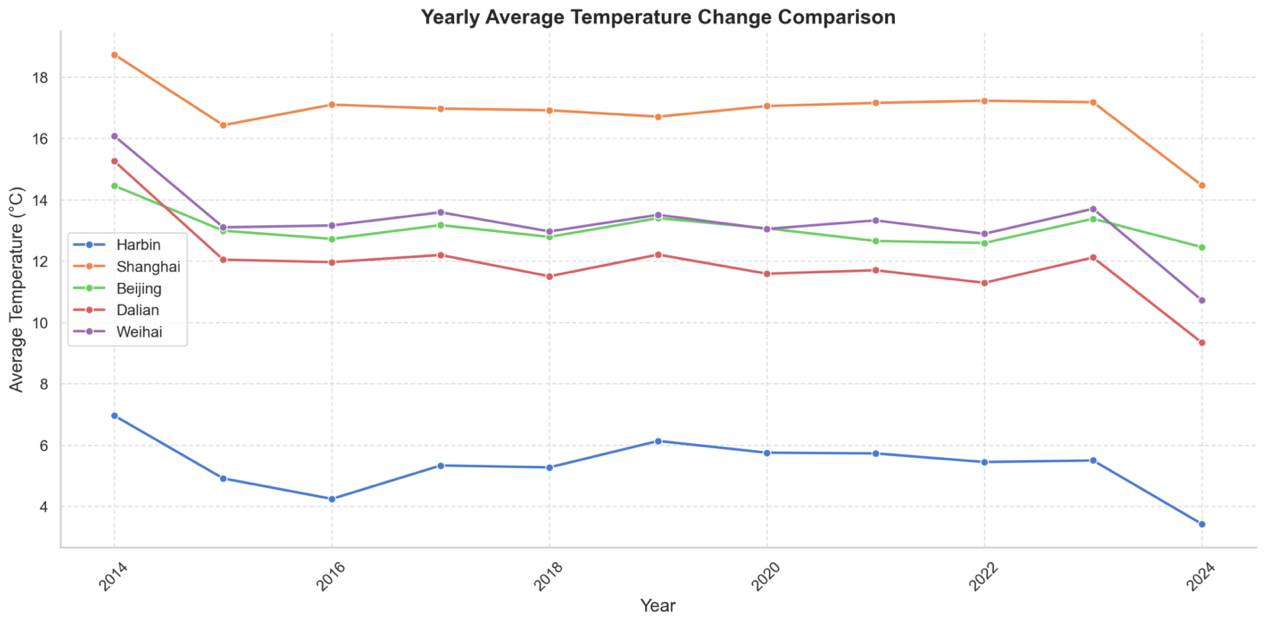 Yearly Average Temperature Change Comparison
Average Temperature (°C)
18
16
14
12
10
8
6
4
Harbin
Shanghai
Beijing
Dalian
Weihai
2014
2016
2018
2020
2022
2024
Year